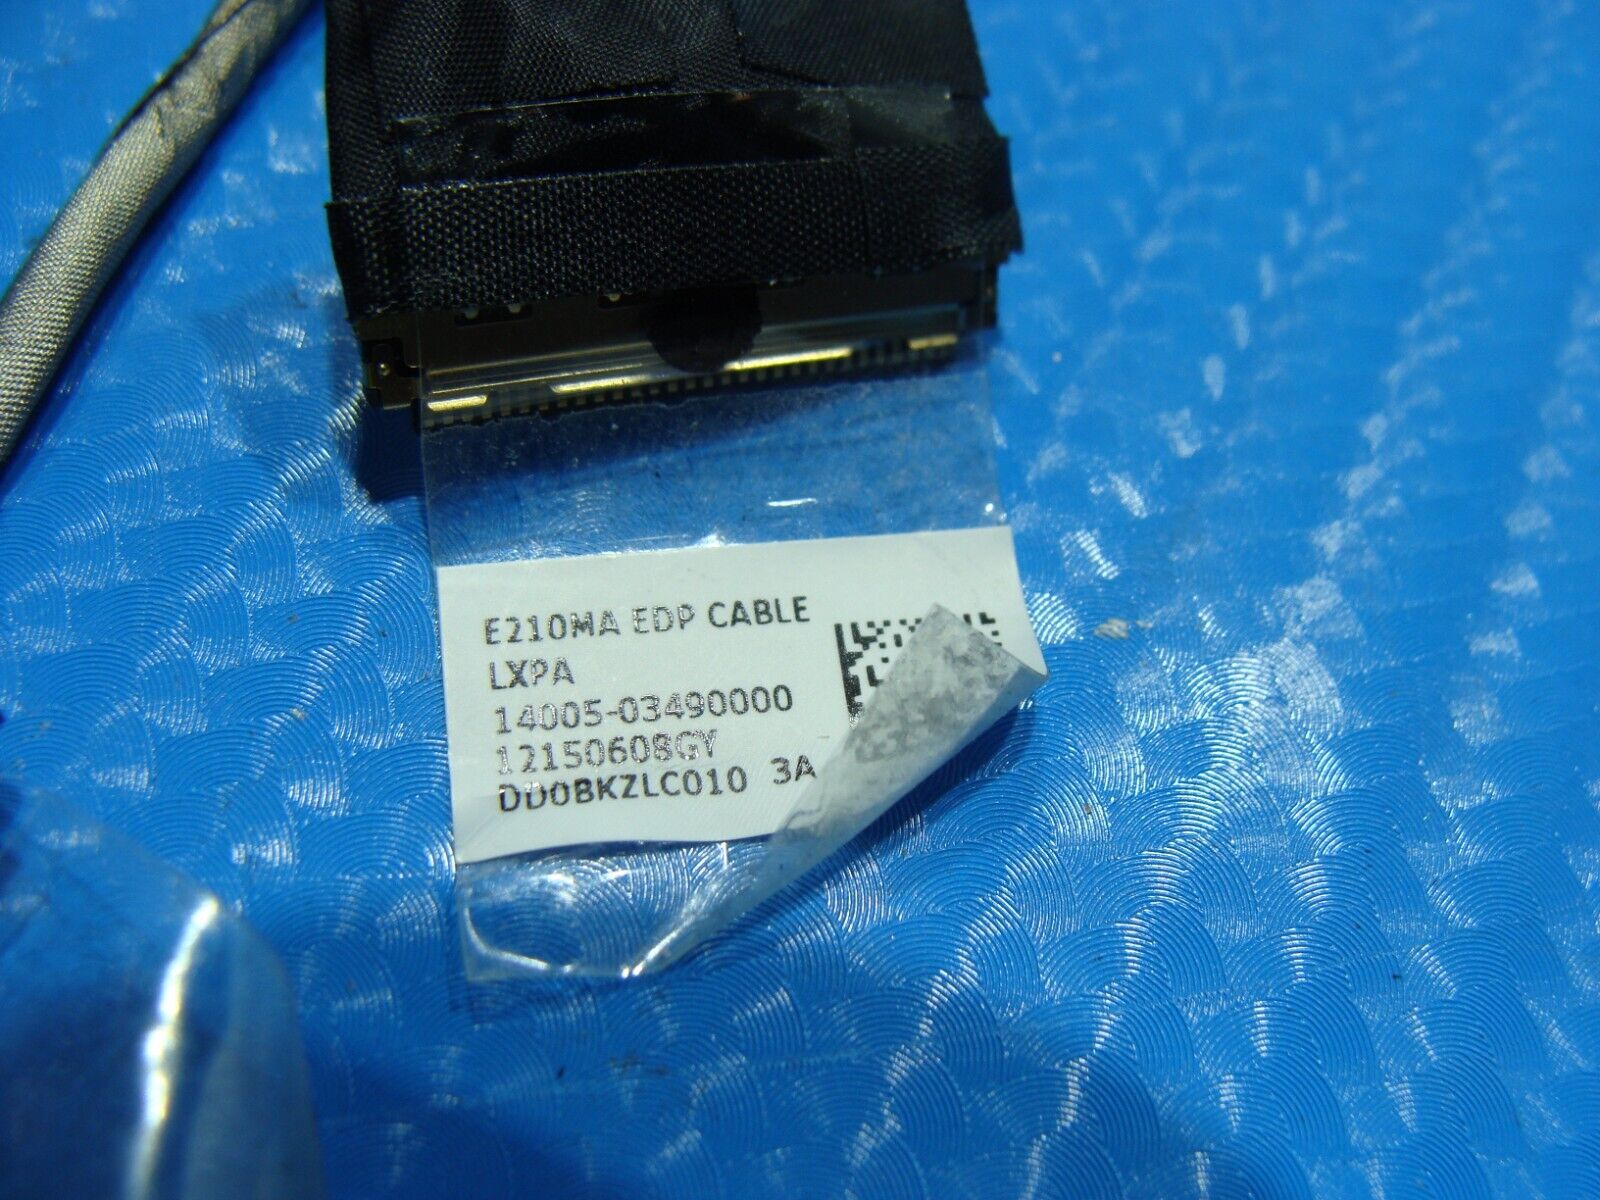 E210MA EDP CABLE
LXPA
14005-03490000
12150608GY
DD0BKZLC010 3A